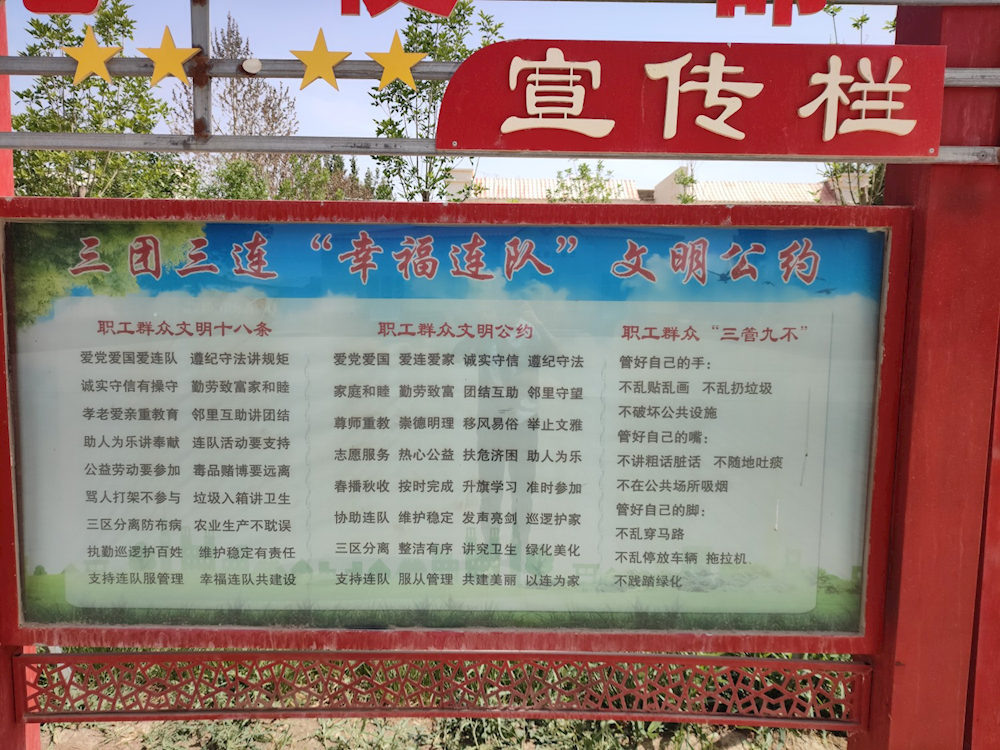 宣传栏
三团三连“幸福连队”文明公约
职工群众文明十八条
爱党爱国爱连队 遵纪守法讲规矩
诚实守信有操守 勤劳致富家和睦
孝老爱亲重教育 邻里互助讲团结
助人为乐讲奉献 连队活动要支持
公益劳动要参加 毒品赌博要远离
骂人打架不参与 垃圾入箱讲卫生
三区分离防布病 农业生产不耽误
执勤巡逻护百姓 维护稳定有责任
支持连队服管理 幸福连队共建设
职工群众文明公约
爱党爱国 爱连爱家 诚实守信 遵纪守法
家庭和睦 勤劳致富 团结互助 邻里守望
尊师重教 崇德明理 移风易俗 举止文雅
志愿服务 热心公益 扶危济困 助人为乐
春播秋收 按时完成 升旗学习 准时参加
协助连队 维护稳定 发声亮剑 巡逻护家
三区分离 整洁有序 讲究卫生 绿化美化
支持连队 服从管理 共建美丽 以连为家
职工群众“三管九不”
管好自己的手：
不乱贴乱画 不乱扔垃圾
不破坏公共设施
管好自己的嘴：
不讲粗话脏话 不随地吐痰
不在公共场所吸烟
管好自己的脚：
不乱穿马路
不乱停放车辆 拖拉机
不践踏绿化